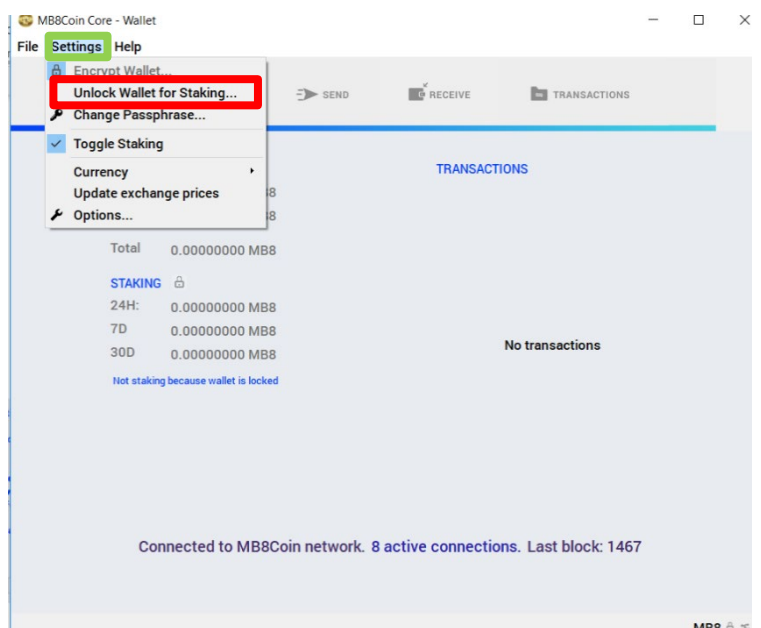 MB8Coin Core - Wallet
File Settings Help
Encrypt Wallet...
Unlock Wallet for Staking...
Change Passphrase...
Toggle Staking
Currency
Update exchange prices
Options...
SEND RECEIVE TRANSACTIONS
TRANSACTIONS
8
8
Total 0.00000000 MB8
STAKING
24H: 0.00000000 MB8
7D 0.00000000 MB8
30D 0.00000000 MB8
Not staking because wallet is locked
No transactions
Connected to MB8Coin network. 8 active connections. Last block: 1467
MB8